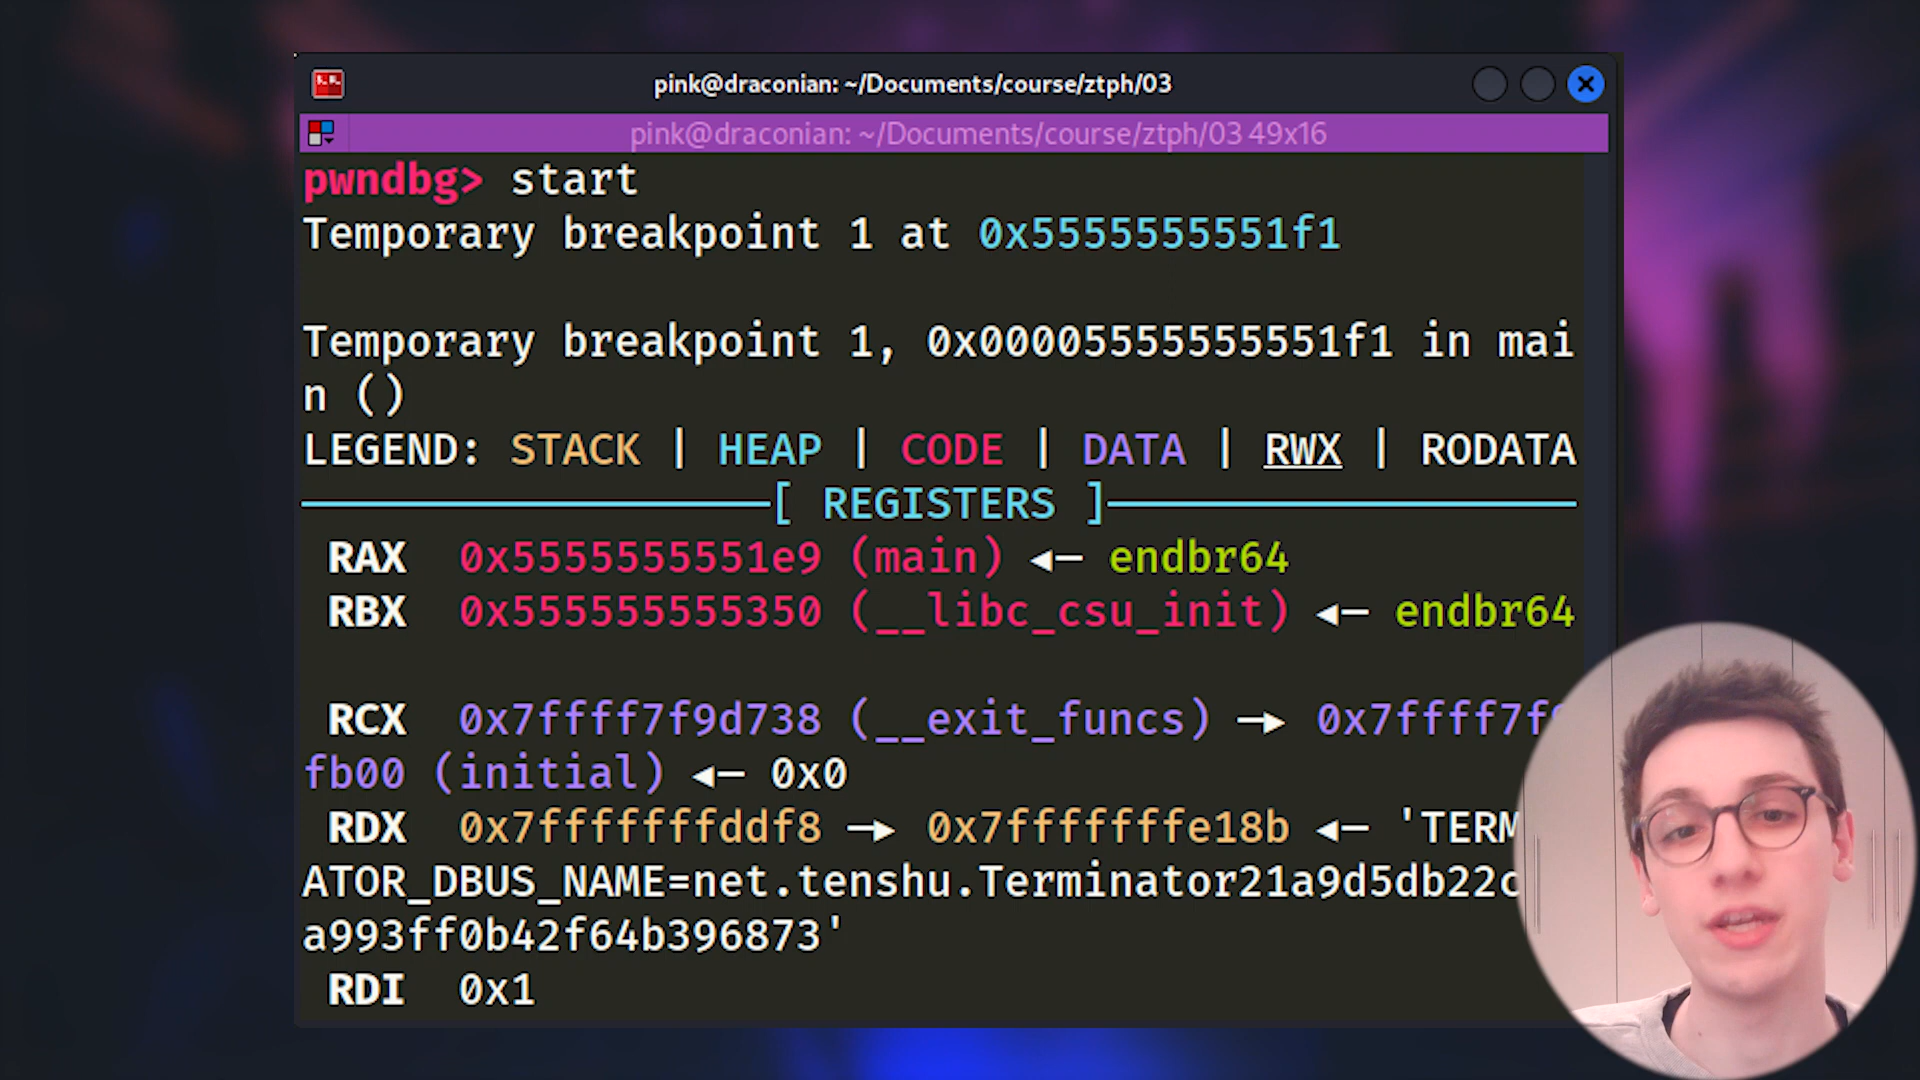 pink@draconian: ~/Documents/course/ztph/03
pink@draconian: ~/Documents/course/ztph/03 49x16
pwndbg> start
Temporary breakpoint 1 at 0x5555555551f1
Temporary breakpoint 1, 0x00005555555551f1 in mai
n ()
LEGEND: STACK | HEAP | CODE | DATA | RWX | RODATA
[ REGISTERS ]
RAX 0x5555555551e9 (main) ◂— endbr64
RBX 0x555555555350 (__libc_csu_init) ◂— endbr64
RCX 0x7ffff7f9d738 (__exit_funcs) —▸ 0x7ffff7f
fb00 (initial) ◂— 0x0
RDX 0x7fffffffddf8 —▸ 0x7fffffffe18b ◂— 'TERM
ATOR_DBUS_NAME=net.tenshu.Terminator21a9d5db22c
a993ff0b42f64b396873'
RDI 0x1